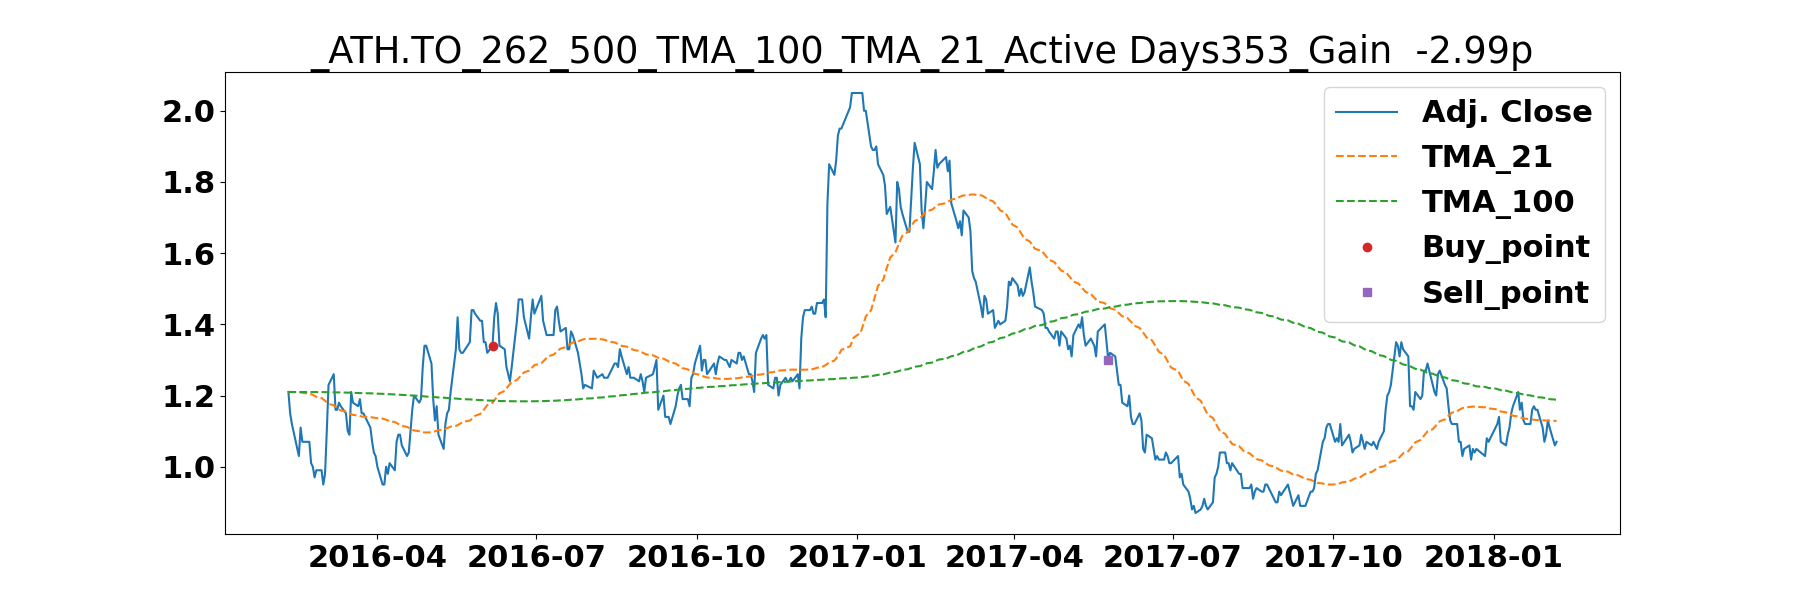 _ATH.TO_262_500_TMA_100_TMA_21_Active Days353_Gain  -2.99p
2.0
1.8
1.6
1.4
1.2
1.0
2016-04 2016-07 2016-10 2017-01 2017-04 2017-07 2017-10 2018-01
Adj. Close
TMA_21
TMA_100
Buy_point
Sell_point